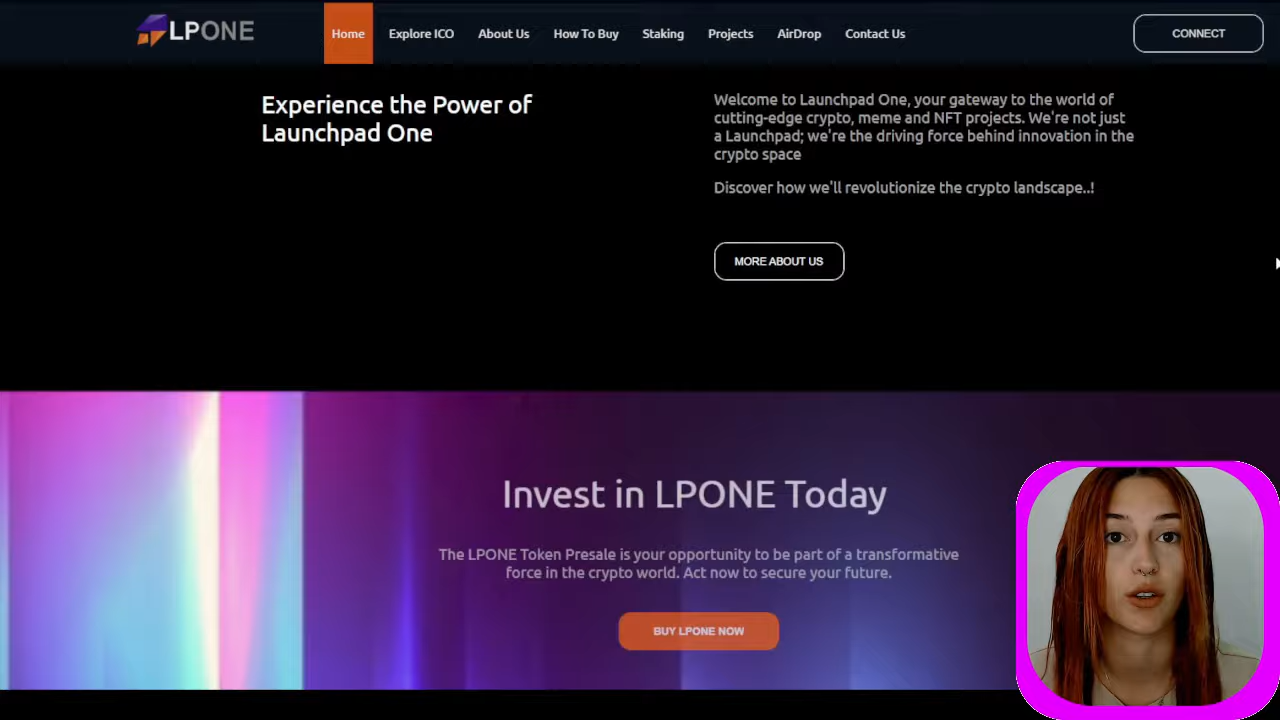 LPONE
Home
Explore ICO
About Us
How To Buy
Staking
Projects
AirDrop
Contact Us
CONNECT
Experience the Power of
Launchpad One
Welcome to Launchpad One, your gateway to the world of
cutting-edge crypto, meme and NFT projects. We're not just
a Launchpad; we're the driving force behind innovation in the
crypto space
Discover how we'll revolutionize the crypto landscape..!
MORE ABOUT US
Invest in LPONE Today
The LPONE Token Presale is your opportunity to be part of a transformative
force in the crypto world. Act now to secure your future.
BUY LPONE NOW